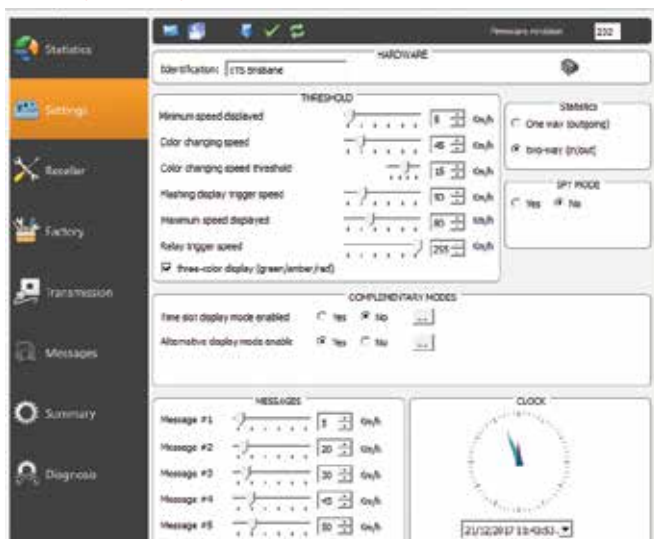 Firmware revision 232
Statistics
Settings
Reseller
Factory
Transmission
Messages
Summary
Diagnosis
HARDWARE
Identification: ETS Brisbane
THRESHOLD
Minimum speed displayed 5 Km/h
Color changing speed 45 Km/h
Color changing speed threshold 15 Km/h
Flashing display trigger speed 50 Km/h
Maximum speed displayed 80 Km/h
Relay trigger speed 255 Km/h
three-color display (green/amber/red)
Statistics
One way (outgoing)
two-way (in/out)
SPY MODE
Yes No
COMPLEMENTARY MODES
Time slot display mode enabled Yes No ...
Alternative display mode enable Yes No ...
MESSAGES
Message #1 5 Km/h
Message #2 20 Km/h
Message #3 30 Km/h
Message #4 45 Km/h
Message #5 50 Km/h
CLOCK
21/12/2017